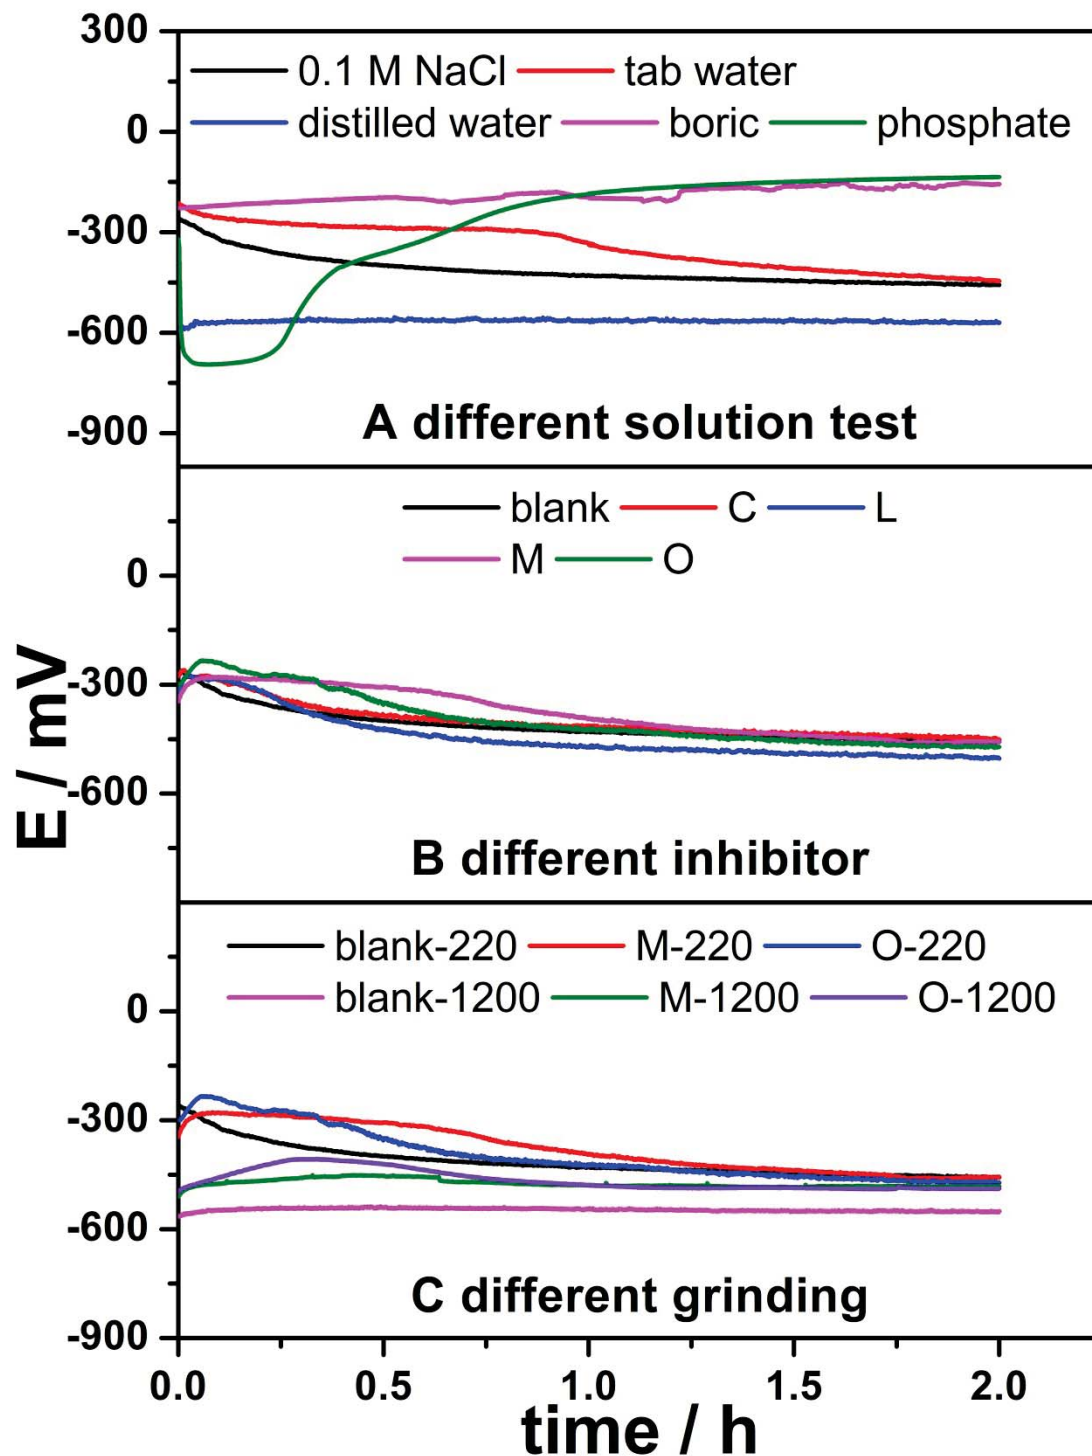 300
0.1 M NaCl tab water
distilled water boric phosphate
0
-300
-600
-900
A different solution test
blank C L
M O
0
-300
-600
B different inhibitor
E / mV
blank-220 M-220 O-220
blank-1200 M-1200 O-1200
0
-300
-600
-900
C different grinding
0.0 0.5 1.0 1.5 2.0
time / h